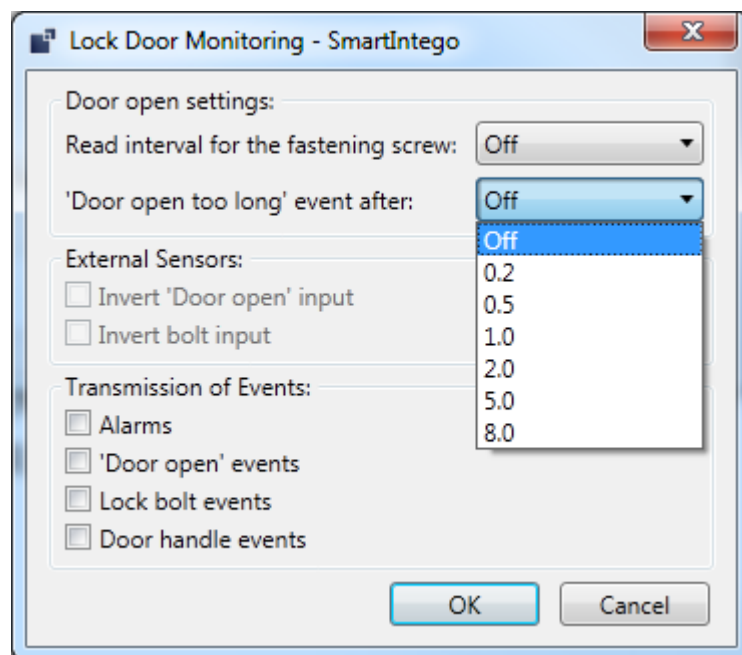 Lock Door Monitoring - SmartIntego
Door open settings:
Read interval for the fastening screw: Off
'Door open too long' event after: Off
Off
0.2
0.5
1.0
2.0
5.0
8.0
External Sensors:
Invert 'Door open' input
Invert bolt input
Transmission of Events:
Alarms
'Door open' events
Lock bolt events
Door handle events
OK Cancel